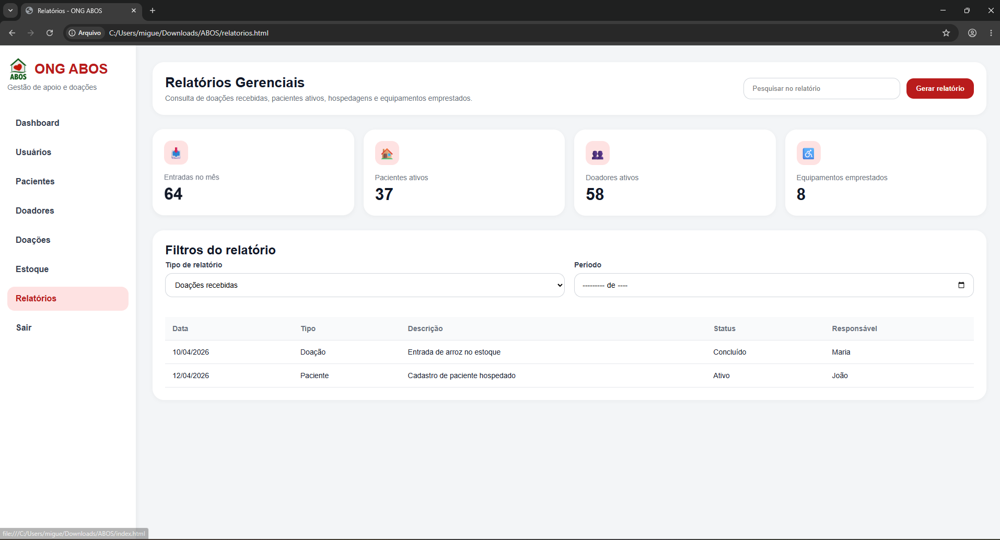 Relatórios - ONG ABOS
Arquivo
C:/Users/migue/Downloads/ABOS/relatorios.html
ABOS
ONG ABOS
Gestão de apoio e doações
Dashboard
Usuários
Pacientes
Doadores
Doações
Estoque
Relatórios
Sair
Relatórios Gerenciais
Consulta de doações recebidas, pacientes ativos, hospedagens e equipamentos emprestados.
Pesquisar no relatório
Gerar relatório
Entradas no mês
64
Pacientes ativos
37
Doadores ativos
58
Equipamentos emprestados
8
Filtros do relatório
Tipo de relatório
Doações recebidas
Período
--------- de ----
Data Tipo Descrição Status Responsável
10/04/2026 Doação Entrada de arroz no estoque Concluído Maria
12/04/2026 Paciente Cadastro de paciente hospedado Ativo João
file:///C:/Users/migue/Downloads/ABOS/index.html